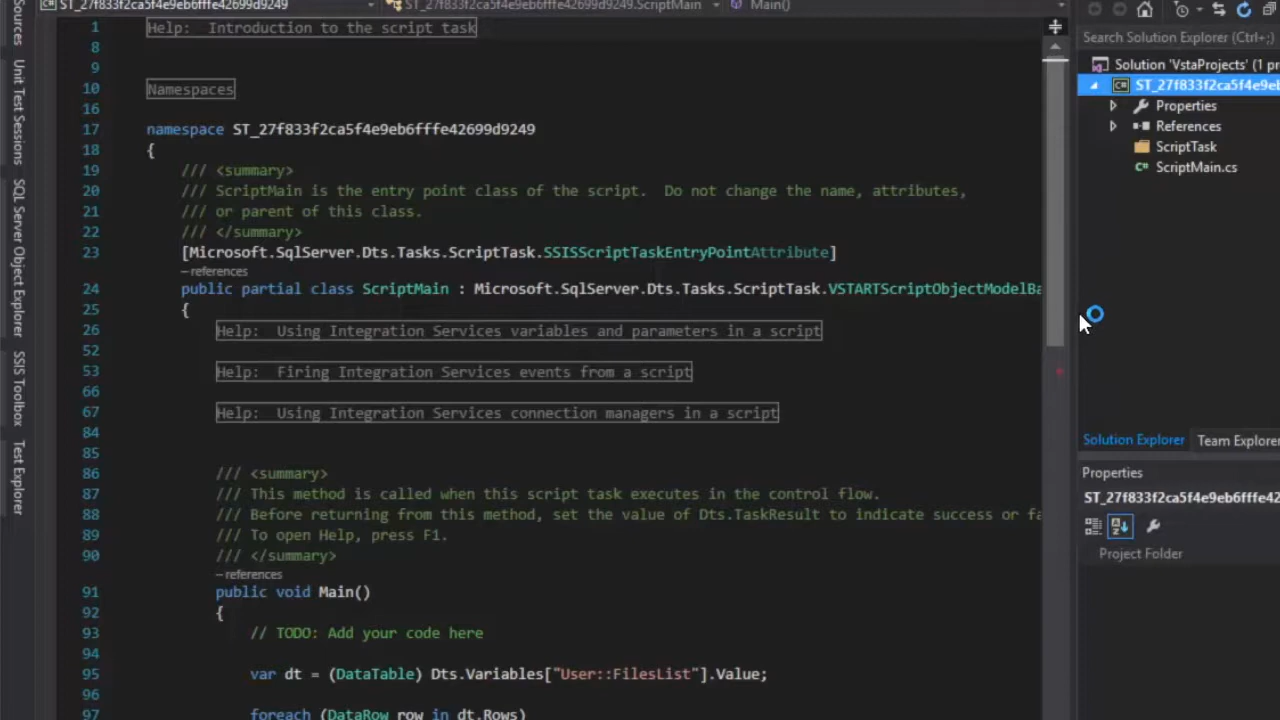 ST_27f833f2ca5f4e9eb6fffe42699d9249
ST_27f833f2ca5f4e9eb6fffe42699d9249.ScriptMain
Main()
Sources
Unit Test Sessions
SQL Server Object Explorer
SSIS Toolbox
Test Explorer
1 Help: Introduction to the script task
8
9
10 Namespaces
16
17 namespace ST_27f833f2ca5f4e9eb6fffe42699d9249
18 {
19 /// <summary>
20 /// ScriptMain is the entry point class of the script. Do not change the name, attributes,
21 /// or parent of this class.
22 /// </summary>
23 [Microsoft.SqlServer.Dts.Tasks.ScriptTask.SSISScriptTaskEntryPointAttribute]
– references
24 public partial class ScriptMain : Microsoft.SqlServer.Dts.Tasks.ScriptTask.VSTARTScriptObjectModelBa
25 {
26 Help: Using Integration Services variables and parameters in a script
52
53 Help: Firing Integration Services events from a script
66
67 Help: Using Integration Services connection managers in a script
84
85
86 /// <summary>
87 /// This method is called when this script task executes in the control flow.
88 /// Before returning from this method, set the value of Dts.TaskResult to indicate success or fa
89 /// To open Help, press F1.
90 /// </summary>
– references
91 public void Main()
92 {
93 // TODO: Add your code here
94
95 var dt = (DataTable) Dts.Variables["User::FilesList"].Value;
96
97 foreach (DataRow row in dt.Rows)
Search Solution Explorer (Ctrl+;)
Solution 'VstaProjects' (1 pr
ST_27f833f2ca5f4e9eb
Properties
References
ScriptTask
ScriptMain.cs
Solution Explorer Team Explorer
Properties
ST_27f833f2ca5f4e9eb6fffe42
Project Folder